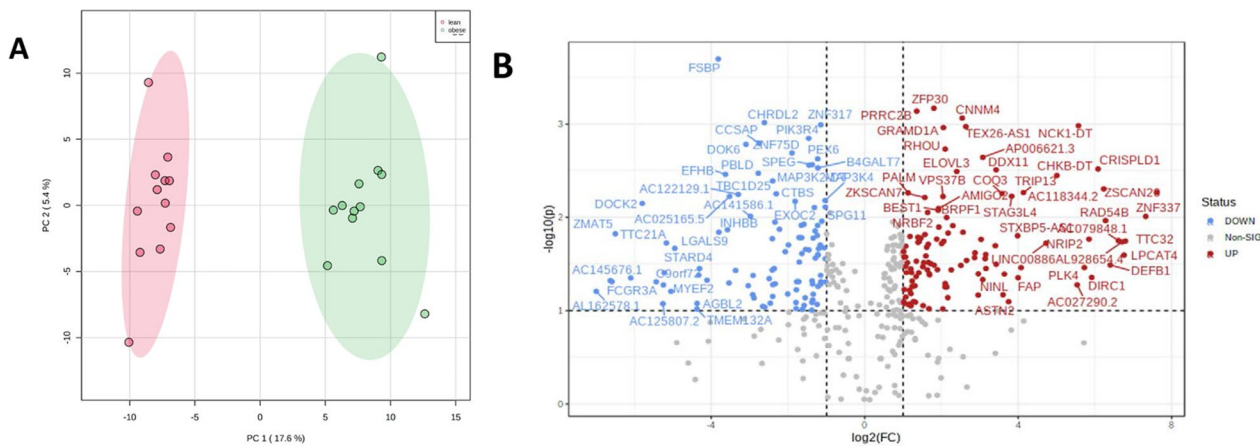 A
lean
obese
PC 2 ( 5.4 %)
10
5
0
-5
-10
-10
-5
0
5
10
15
PC 1 ( 17.6 %)
B
FSBP
CHRDL2
ZNF317
CCSAP
PIK3R4
DOK6
ZNF75D
PEX6
SPEG
B4GALT7
EFHB
PBLD
AC122129.1
TBC1D25
CTBS
DOCK2
AC141586.1
AC025165.5
EXOC2
SPG11
ZMAT5
INHBB
TTC21A
LGALS9
STARD4
AC145676.1
C9orf72
FCGR3A
MYEF2
AL162578.1
AGBL2
AC125807.2
TMEM132A
ZFP30
PRRC2B
CNNM4
GRAMD1A
TEX26-AS1
NCK1-DT
RHOU
AP006621.3
ELOVL3
DDX11
CHKB-DT
CRISPLD1
PALM
VPS37B
COQ3
TRIP13
ZKSCAN7
AMIGO2
AC118344.2
ZSCAN20
BEST1
BRPF1
STAG3L4
RAD54B
ZNF337
NRBF2
STXBP5-AS1
AC079848.1
NRIP2
TTC32
LINC00886
AL928654.4
LPCAT4
PLK4
DEFB1
NINL
FAP
DIRC1
ASTN2
AC027290.2
-log10(p)
3
2
1
0
-4
0
4
8
log2(FC)
Status
DOWN
Non-SIG
UP